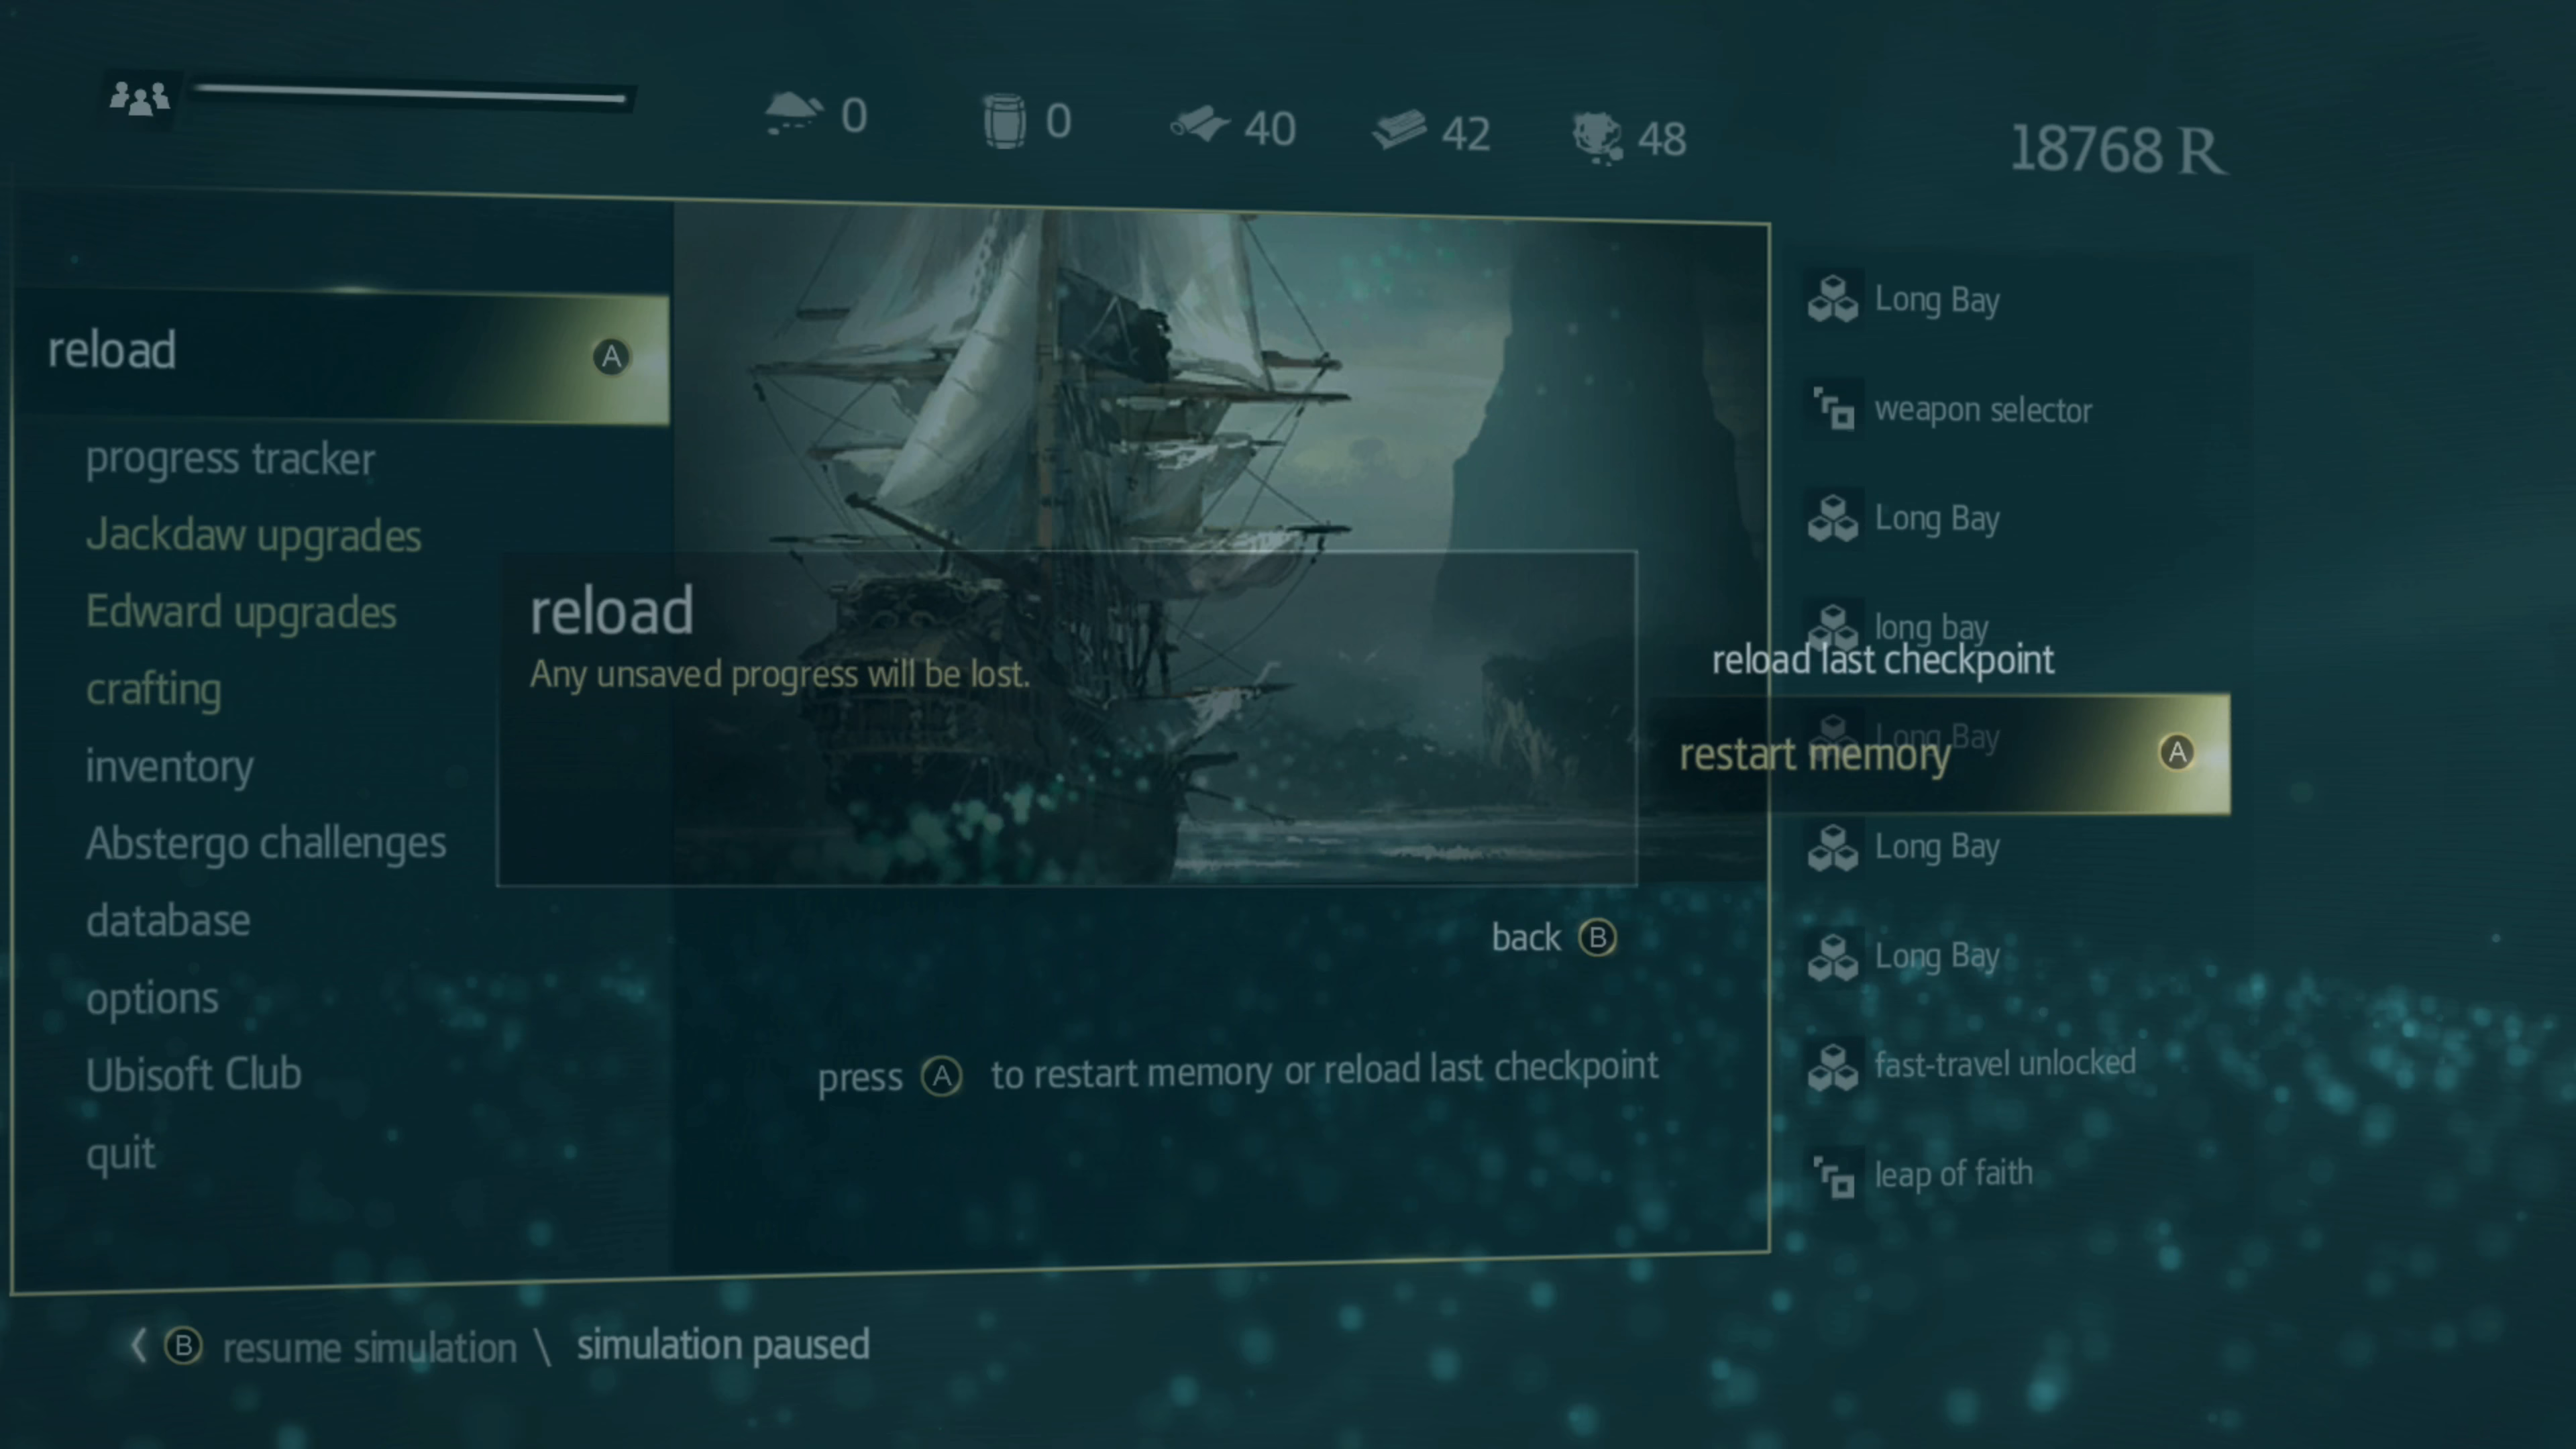 0 0 40 42 48 18768 R
reload A
progress tracker
Jackdaw upgrades
Edward upgrades
crafting
inventory
Abstergo challenges
database
options
Ubisoft Club
quit
reload
Any unsaved progress will be lost.
back B
press A to restart memory or reload last checkpoint
Long Bay
weapon selector
Long Bay
long bay
reload last checkpoint
Long Bay
restart memory A
Long Bay
Long Bay
fast-travel unlocked
leap of faith
B resume simulation \ simulation paused